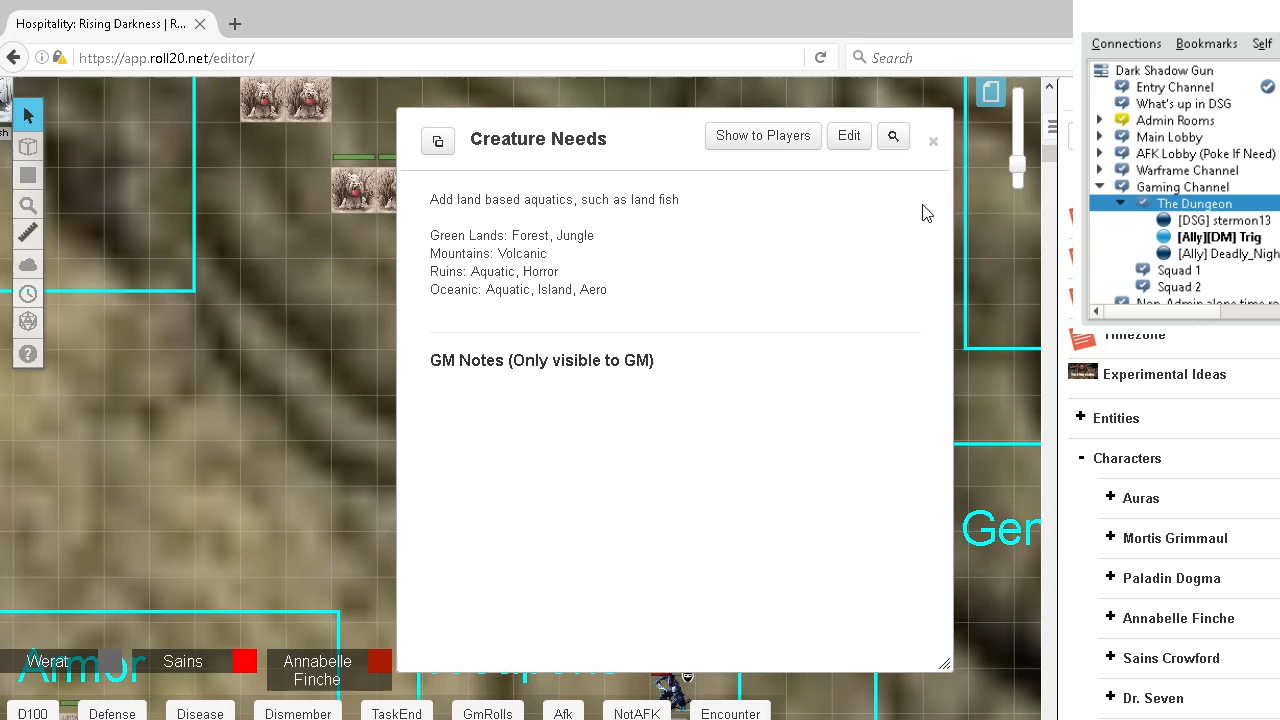 Hospitality: Rising Darkness | R...
https://app.roll20.net/editor/
Search
Creature Needs
Show to Players
Edit
Add land based aquatics, such as land fish
Green Lands: Forest, Jungle
Mountains: Volcanic
Ruins: Aquatic, Horror
Oceanic: Aquatic, Island, Aero
GM Notes (Only visible to GM)
Connections Bookmarks Self
Dark Shadow Gun
Entry Channel
What's up in DSG
Admin Rooms
Main Lobby
AFK Lobby (Poke If Need)
Warframe Channel
Gaming Channel
The Dungeon
[DSG] stermon13
[Ally][DM] Trig
[Ally] Deadly_Nigh
Squad 1
Squad 2
Timezone
Experimental Ideas
Entities
Characters
Auras
Mortis Grimmaul
Paladin Dogma
Annabelle Finche
Sains Crowford
Dr. Seven
Gen
Armor
Werat
Sains
Annabelle
Finche
D100
Defense
Disease
Dismember
TaskEnd
GmRolls
Afk
NotAFK
Encounter